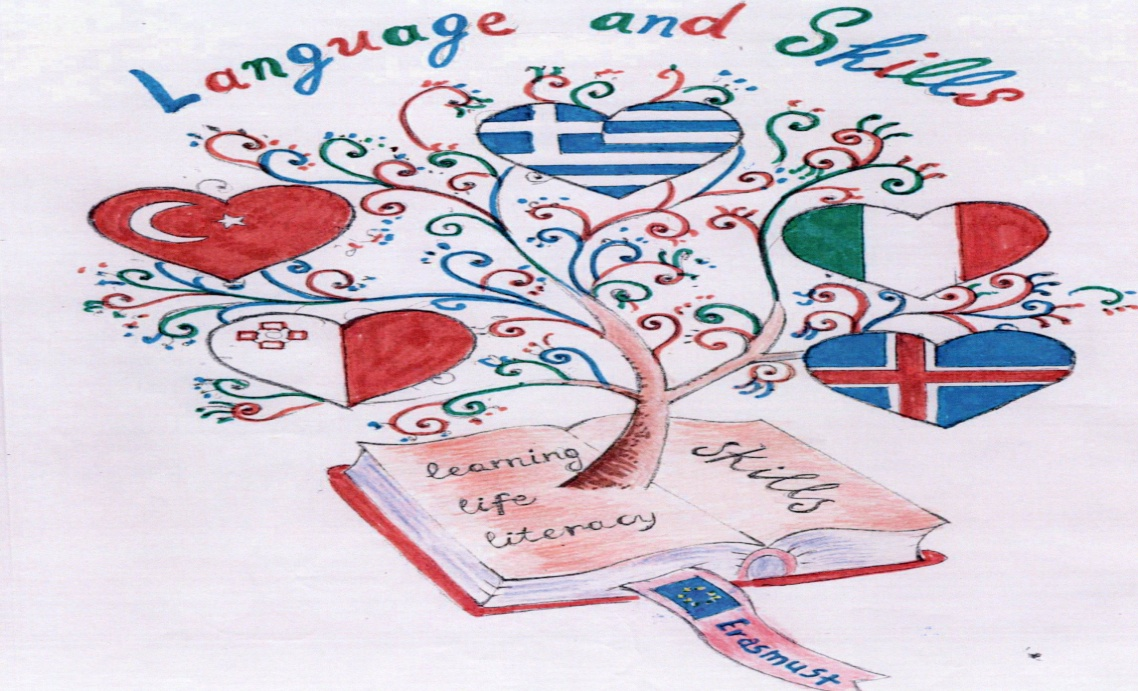 Language and Skills
learning
life
literacy
Skills
Erasmus+